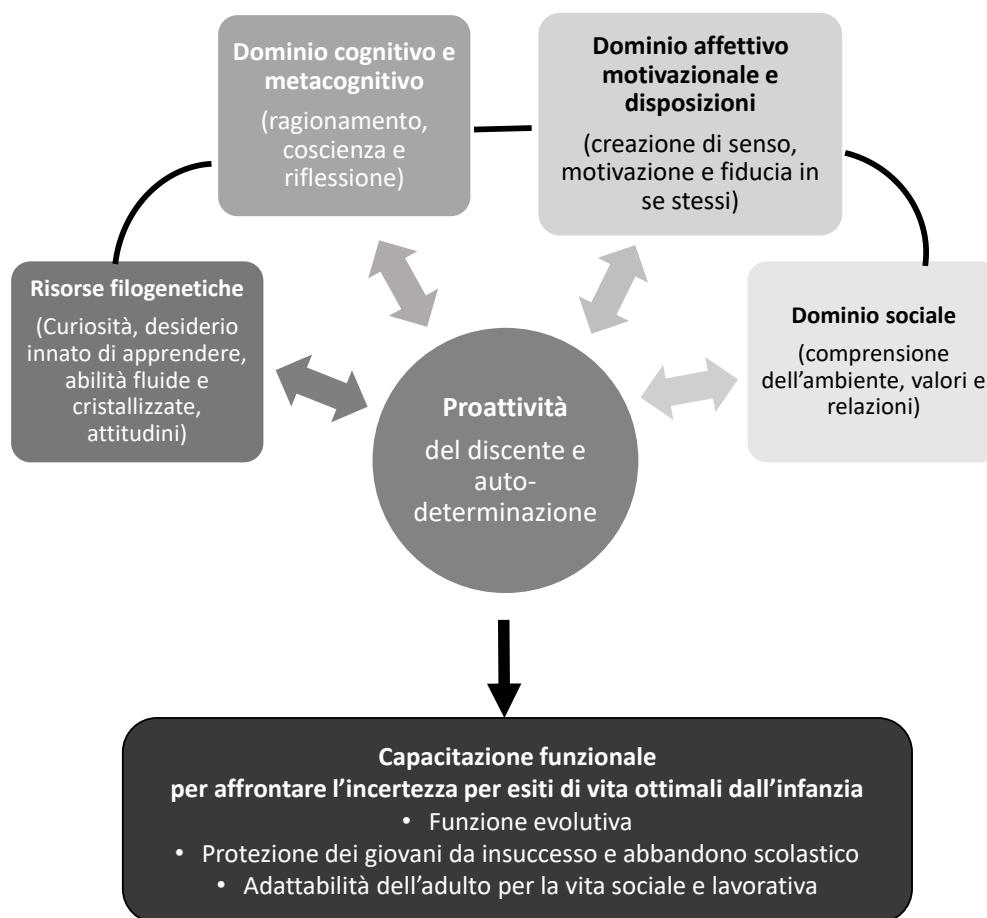 Dominio cognitivo e
metacognitivo
(ragionamento,
coscienza e
riflessione)
Dominio affettivo
motivazionale e
disposizioni
(creazione di senso,
motivazione e fiducia in
se stessi)
Risorse filogenetiche
(Curiosità, desiderio
innato di apprendere,
abilità fluide e
cristallizzate,
attitudini)
Dominio sociale
(comprensione
dell’ambiente, valori e
relazioni)
Proattività
del discente e
auto-
determinazione
Capacitazione funzionale
per affrontare l’incertezza per esiti di vita ottimali dall’infanzia
• Funzione evolutiva
• Protezione dei giovani da insuccesso e abbandono scolastico
• Adattabilità dell’adulto per la vita sociale e lavorativa